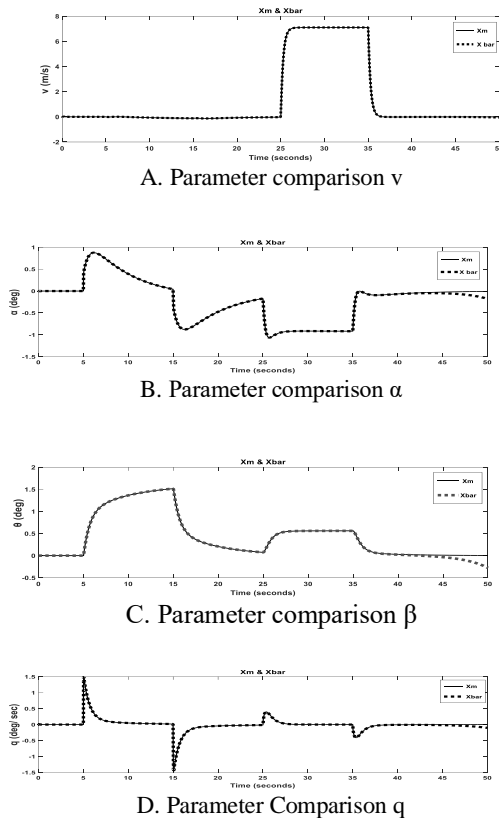 Xm & Xbar
Xm
X bar
v (m/s)
8
6
4
2
0
-2
0 5 10 15 20 25 30 35 40 45 50
Time (seconds)
A. Parameter comparison v
Xm & Xbar
Xm
X bar
α (deg)
1
0.5
0
-0.5
-1
-1.5
0 5 10 15 20 25 30 35 40 45 50
Time (seconds)
B. Parameter comparison α
Xm & Xbar
Xm
Xbar
θ (deg)
2
1.5
1
0.5
0
-0.5
0 5 10 15 20 25 30 35 40 45 50
Time (seconds)
C. Parameter comparison β
Xm & Xbar
Xm
Xbar
q (deg/ sec)
1.5
1
0.5
0
-0.5
-1
-1.5
0 5 10 15 20 25 30 35 40 45 50
Time (seconds)
D. Parameter Comparison q